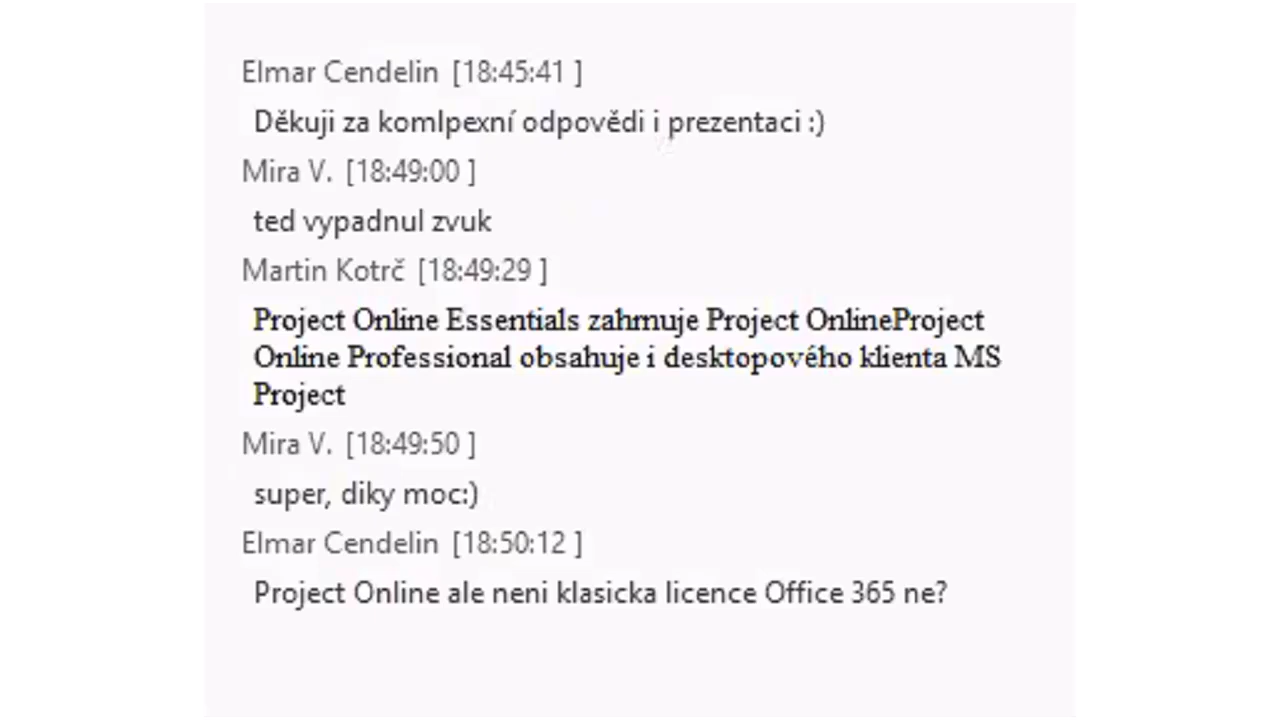 Elmar Cendelin [18:45:41 ]
Děkuji za komlpexní odpovědi i prezentaci :)
Mira V. [18:49:00 ]
ted vypadnul zvuk
Martin Kotrč [18:49:29 ]
Project Online Essentials zahrnuje Project OnlineProject
Online Professional obsahuje i desktopového klienta MS
Project
Mira V. [18:49:50 ]
super, diky moc:)
Elmar Cendelin [18:50:12 ]
Project Online ale neni klasicka licence Office 365 ne?